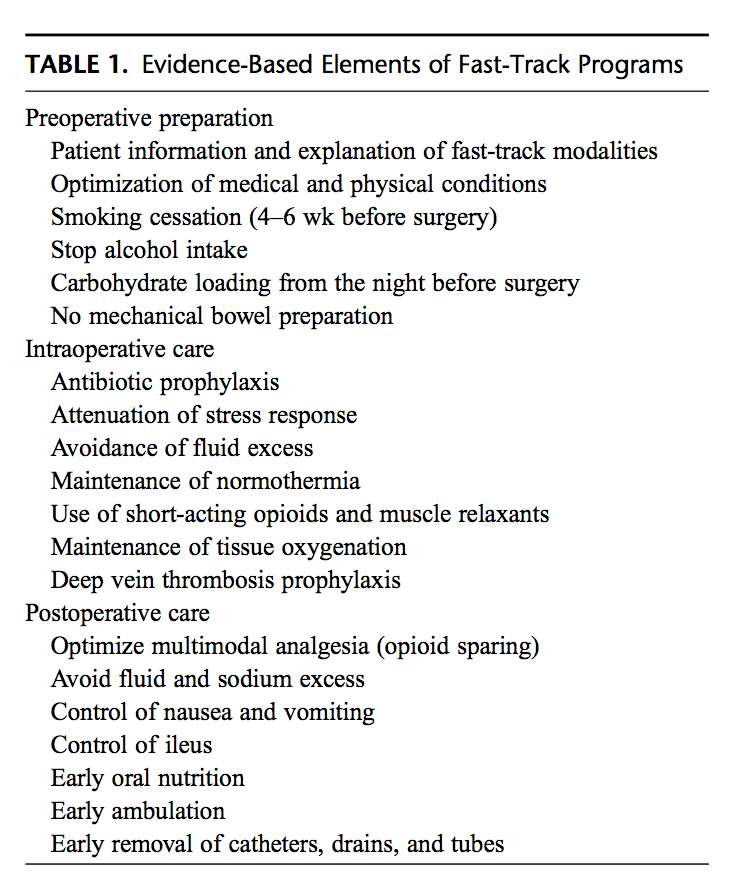 TABLE 1. Evidence-Based Elements of Fast-Track Programs
Preoperative preparation
Patient information and explanation of fast-track modalities
Optimization of medical and physical conditions
Smoking cessation (4–6 wk before surgery)
Stop alcohol intake
Carbohydrate loading from the night before surgery
No mechanical bowel preparation
Intraoperative care
Antibiotic prophylaxis
Attenuation of stress response
Avoidance of fluid excess
Maintenance of normothermia
Use of short-acting opioids and muscle relaxants
Maintenance of tissue oxygenation
Deep vein thrombosis prophylaxis
Postoperative care
Optimize multimodal analgesia (opioid sparing)
Avoid fluid and sodium excess
Control of nausea and vomiting
Control of ileus
Early oral nutrition
Early ambulation
Early removal of catheters, drains, and tubes